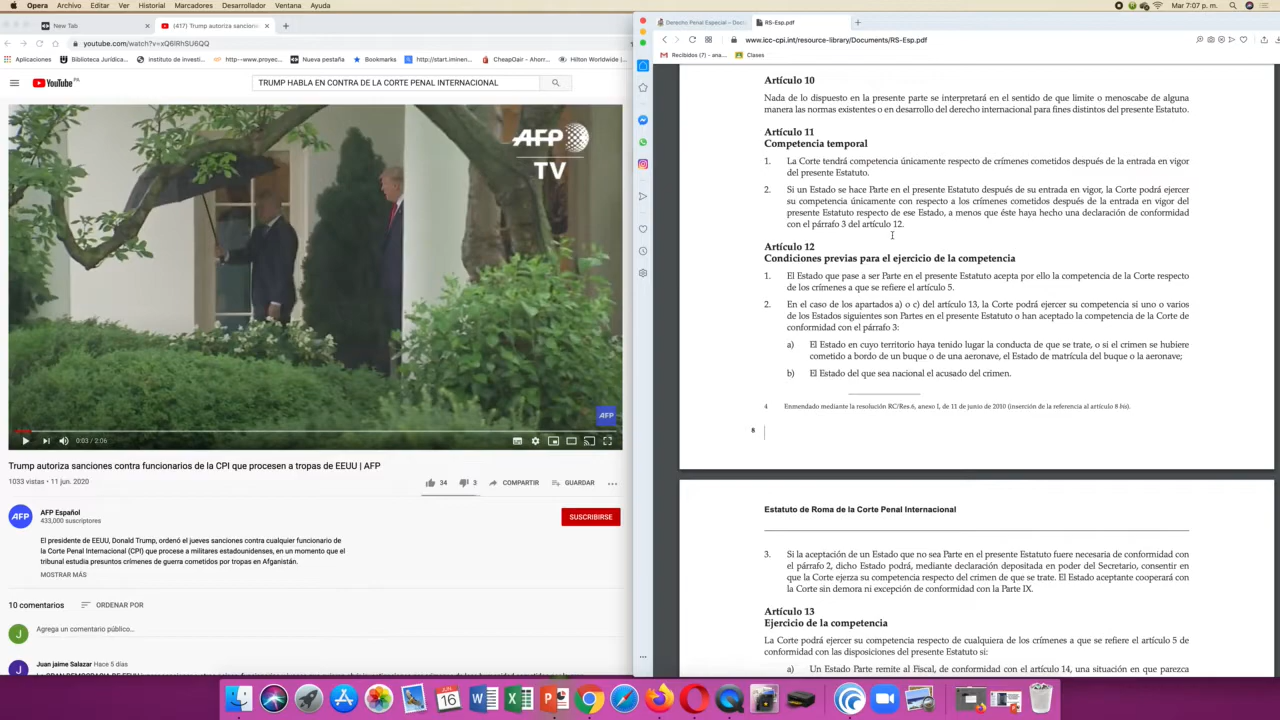 Opera Archivo Editar Ver Historial Marcadores Desarrollador Ventana Ayuda
Mar 7:07 p. m.
New Tab
(417) Trump autoriza sancione
youtube.com/watch?v=xQ6lRhSU6QQ
Aplicaciones
Biblioteca Jurídica...
instituto de investi...
http--www.proyec...
Nueva pestaña
Bookmarks
http://start.iminen...
CheapOair - Ahorr...
Hilton Worldwide |...
YouTube PA
TRUMP HABLA EN CONTRA DE LA CORTE PENAL INTERNACIONAL
AFP
TV
AFP
0:03 / 2:06
Trump autoriza sanciones contra funcionarios de la CPI que procesen a tropas de EEUU | AFP
1033 vistas • 11 jun. 2020
34
3
COMPARTIR
GUARDAR
AFP
AFP Español
433,000 suscriptores
SUSCRIBIRSE
El presidente de EEUU, Donald Trump, ordenó el jueves sanciones contra cualquier funcionario de
la Corte Penal Internacional (CPI) que procese a militares estadounidenses, en un momento que el
tribunal estudia presuntos crímenes de guerra cometidos por tropas en Afganistán.
MOSTRAR MÁS
10 comentarios
ORDENAR POR
J
Agrega un comentario público...
J
Juan jaime Salazar Hace 5 días
Derecho Penal Especial – Derec
RS-Esp.pdf
www.icc-cpi.int/resource-library/Documents/RS-Esp.pdf
Recibidos (7) - ana...
Clases
Artículo 10
Nada de lo dispuesto en la presente parte se interpretará en el sentido de que limite o menoscabe de alguna
manera las normas existentes o en desarrollo del derecho internacional para fines distintos del presente Estatuto.
Artículo 11
Competencia temporal
1. La Corte tendrá competencia únicamente respecto de crímenes cometidos después de la entrada en vigor
del presente Estatuto.
2. Si un Estado se hace Parte en el presente Estatuto después de su entrada en vigor, la Corte podrá ejercer
su competencia únicamente con respecto a los crímenes cometidos después de la entrada en vigor del
presente Estatuto respecto de ese Estado, a menos que éste haya hecho una declaración de conformidad
con el párrafo 3 del artículo 12.
Artículo 12
Condiciones previas para el ejercicio de la competencia
1. El Estado que pase a ser Parte en el presente Estatuto acepta por ello la competencia de la Corte respecto
de los crímenes a que se refiere el artículo 5.
2. En el caso de los apartados a) o c) del artículo 13, la Corte podrá ejercer su competencia si uno o varios
de los Estados siguientes son Partes en el presente Estatuto o han aceptado la competencia de la Corte de
conformidad con el párrafo 3:
a) El Estado en cuyo territorio haya tenido lugar la conducta de que se trate, o si el crimen se hubiere
cometido a bordo de un buque o de una aeronave, el Estado de matrícula del buque o la aeronave;
b) El Estado del que sea nacional el acusado del crimen.
4 Enmendado mediante la resolución RC/Res.6, anexo I, de 11 de junio de 2010 (inserción de la referencia al artículo 8 bis).
8
Estatuto de Roma de la Corte Penal Internacional
3. Si la aceptación de un Estado que no sea Parte en el presente Estatuto fuere necesaria de conformidad con
el párrafo 2, dicho Estado podrá, mediante declaración depositada en poder del Secretario, consentir en
que la Corte ejerza su competencia respecto del crimen de que se trate. El Estado aceptante cooperará con
la Corte sin demora ni excepción de conformidad con la Parte IX.
Artículo 13
Ejercicio de la competencia
La Corte podrá ejercer su competencia respecto de cualquiera de los crímenes a que se refiere el artículo 5 de
conformidad con las disposiciones del presente Estatuto si:
a) Un Estado Parte remite al Fiscal, de conformidad con el artículo 14, una situación en que parezca
16